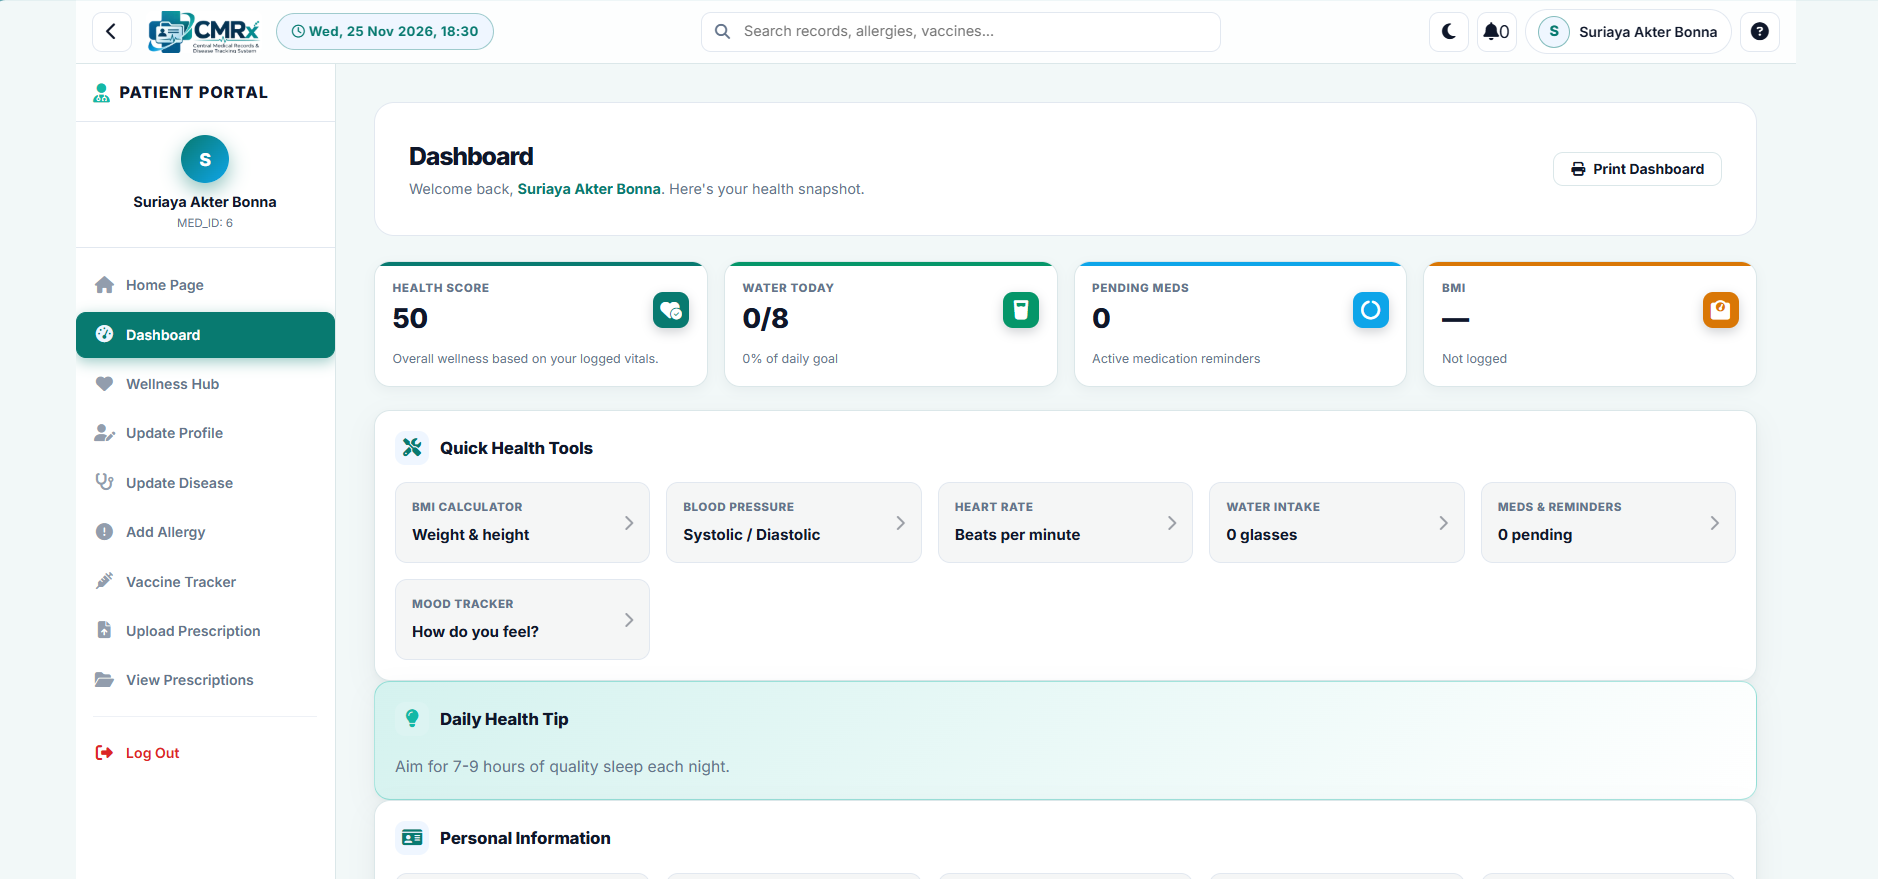 CMRx
Central Medical Records &
Disease Tracking System
Wed, 25 Nov 2026, 18:30
Search records, allergies, vaccines...
0
S
Suriaya Akter Bonna
?
PATIENT PORTAL
S
Suriaya Akter Bonna
MED_ID: 6
Home Page
Dashboard
Wellness Hub
Update Profile
Update Disease
Add Allergy
Vaccine Tracker
Upload Prescription
View Prescriptions
Log Out
Dashboard
Welcome back, Suriaya Akter Bonna. Here's your health snapshot.
Print Dashboard
HEALTH SCORE
50
Overall wellness based on your logged vitals.
WATER TODAY
0/8
0% of daily goal
PENDING MEDS
0
Active medication reminders
BMI
—
Not logged
Quick Health Tools
BMI CALCULATOR
Weight & height
BLOOD PRESSURE
Systolic / Diastolic
HEART RATE
Beats per minute
WATER INTAKE
0 glasses
MEDS & REMINDERS
0 pending
MOOD TRACKER
How do you feel?
Daily Health Tip
Aim for 7-9 hours of quality sleep each night.
Personal Information